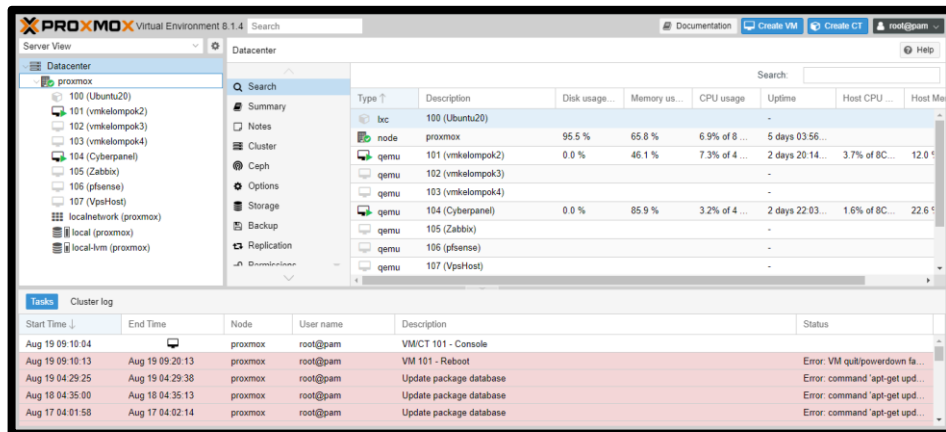 PROXMOX Virtual Environment 8.1.4 Search Documentation Create VM Create CT root@pam
Server View
Datacenter
proxmox
100 (Ubuntu20)
101 (vmkelompok2)
102 (vmkelompok3)
103 (vmkelompok4)
104 (Cyberpanel)
105 (Zabbix)
106 (pfsense)
107 (VpsHost)
localnetwork (proxmox)
local (proxmox)
local-lvm (proxmox)
Datacenter Help
Search
Summary
Notes
Cluster
Ceph
Options
Storage
Backup
Replication
Permissions
Search:
Type Description Disk usage... Memory us... CPU usage Uptime Host CPU ... Host Me
lxc 100 (Ubuntu20) -
node proxmox 95.5 % 65.8 % 6.9% of 8 ... 5 days 03:56...
qemu 101 (vmkelompok2) 0.0 % 46.1 % 7.3% of 4 ... 2 days 20:14... 3.7% of 8C... 12.0 %
qemu 102 (vmkelompok3) -
qemu 103 (vmkelompok4) -
qemu 104 (Cyberpanel) 0.0 % 85.9 % 3.2% of 4 ... 2 days 22:03... 1.6% of 8C... 22.6 %
qemu 105 (Zabbix) -
qemu 106 (pfsense) -
qemu 107 (VpsHost) -
Tasks Cluster log
Start Time End Time Node User name Description Status
Aug 19 09:10:04 proxmox root@pam VM/CT 101 - Console
Aug 19 09:10:13 Aug 19 09:20:13 proxmox root@pam VM 101 - Reboot Error: VM quit/powerdown fa...
Aug 19 04:29:25 Aug 19 04:29:38 proxmox root@pam Update package database Error: command 'apt-get upd...
Aug 18 04:35:00 Aug 18 04:35:13 proxmox root@pam Update package database Error: command 'apt-get upd...
Aug 17 04:01:58 Aug 17 04:02:14 proxmox root@pam Update package database Error: command 'apt-get upd...